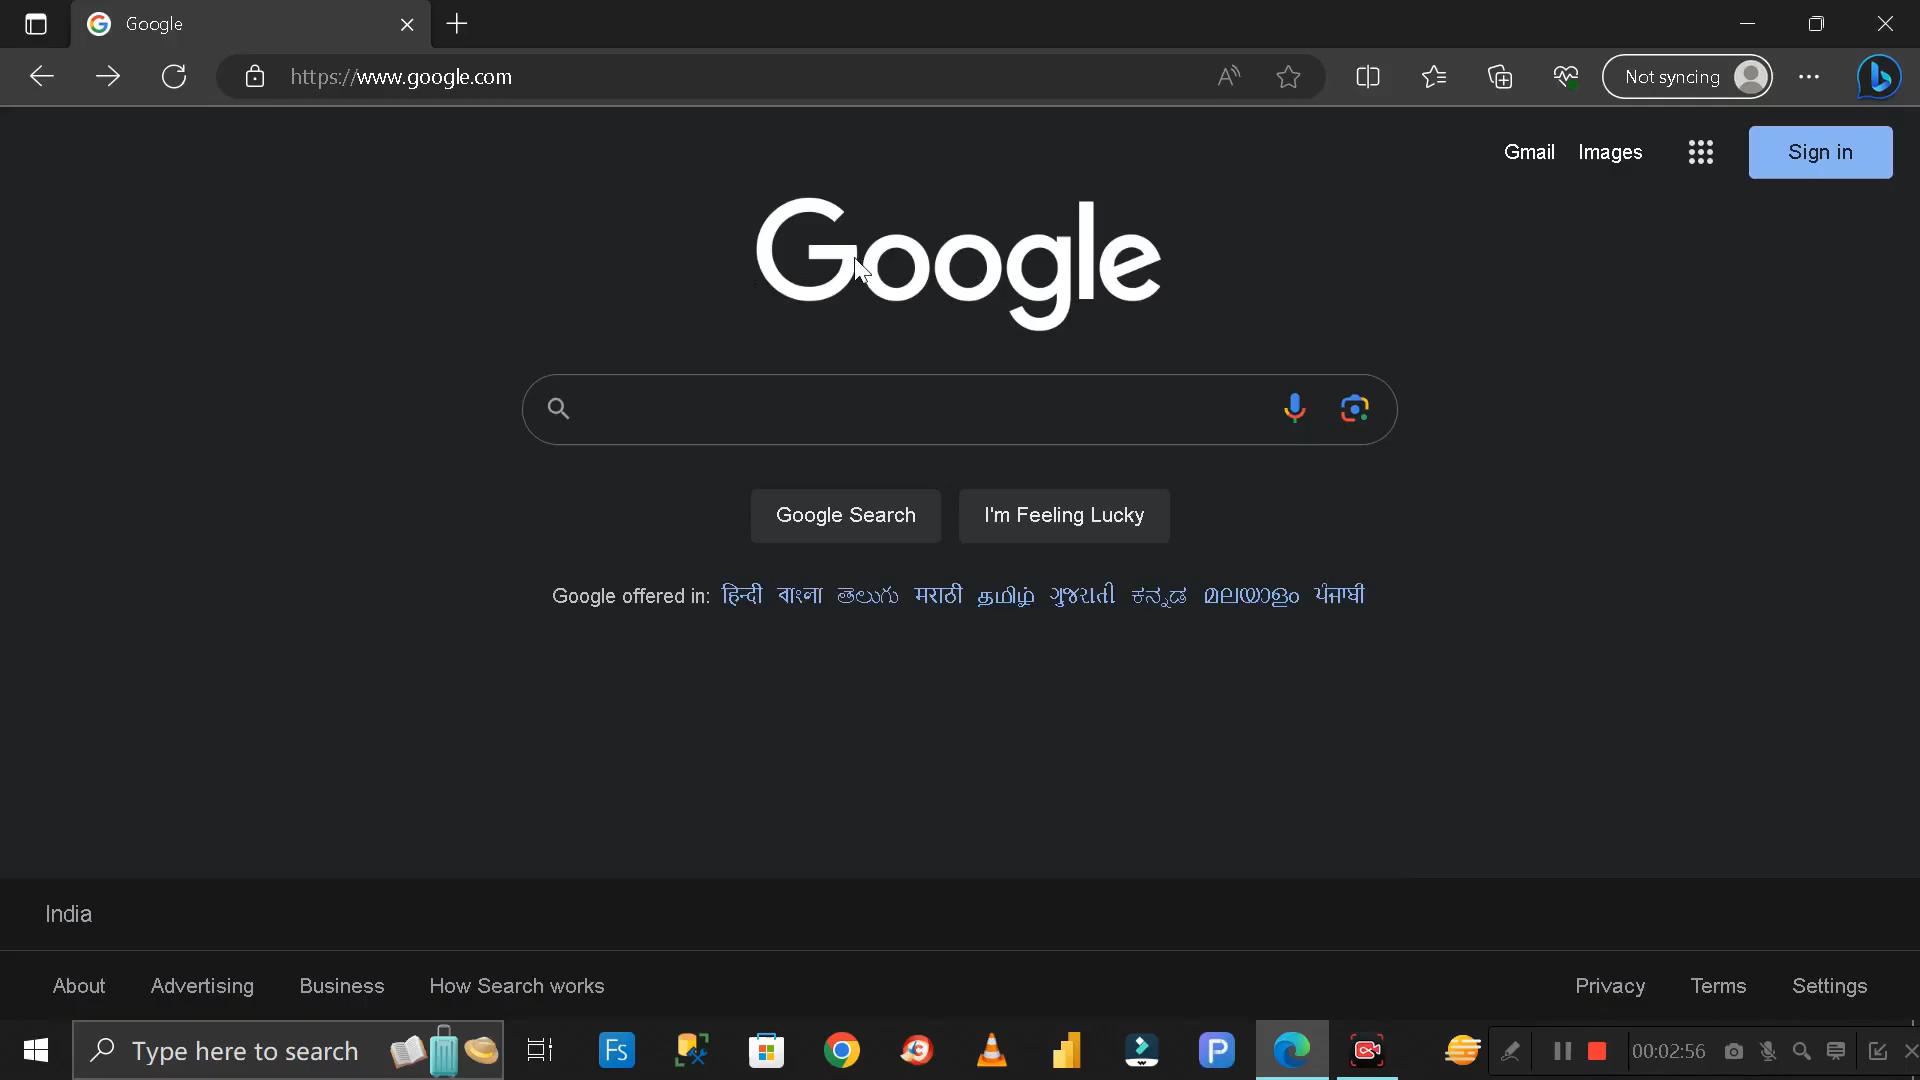 Google
https://www.google.com
Not syncing
Gmail Images Sign in
Google
Google Search I'm Feeling Lucky
Google offered in: हिन्दी বাংলা తెలుగు मराठी தமிழ் ગુજરાતી ಕನ್ನಡ മലയാളം ਪੰਜਾਬੀ
India
About Advertising Business How Search works Privacy Terms Settings
Type here to search Fs 00:02:56